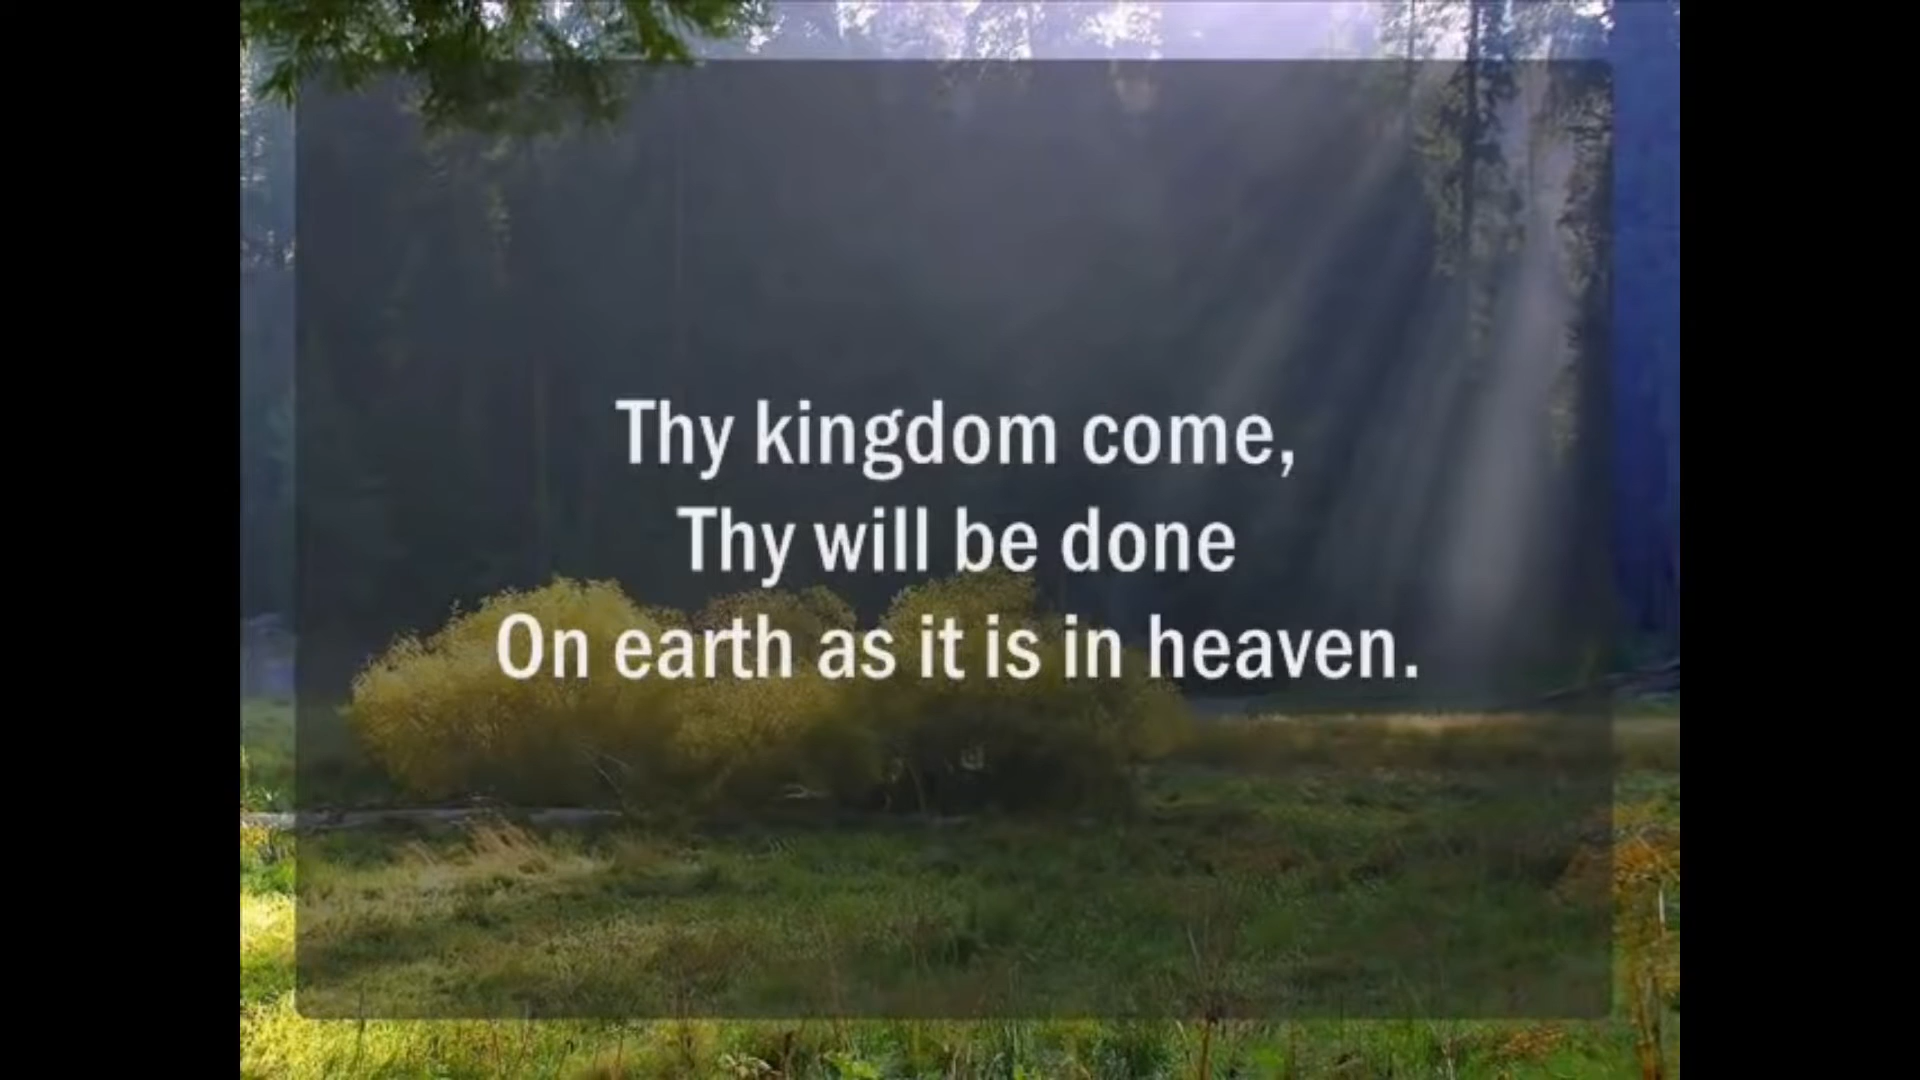 Thy kingdom come,
Thy will be done
On earth as it is in heaven.